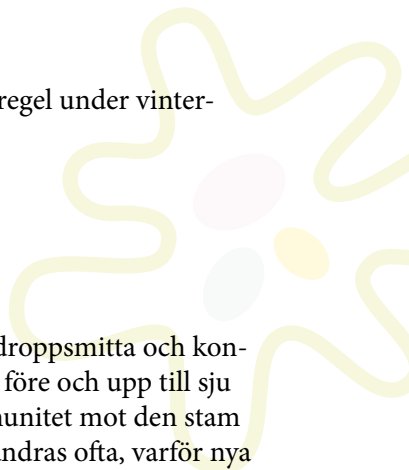 regel under vinter-
droppsmitta och kon-
före och upp till sju
munitet mot den stam
ändras ofta, varför nya